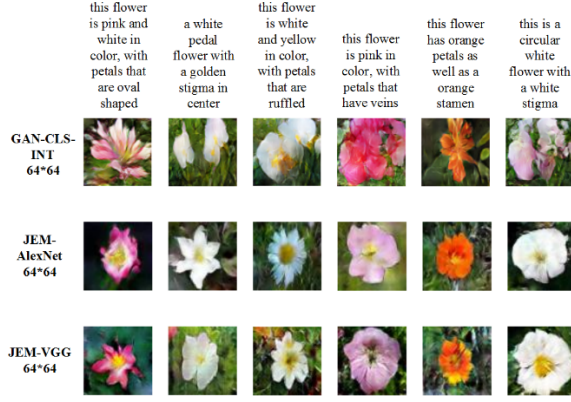 this flower
is pink and
white in
color, with
petals that
are oval
shaped
a white
pedal
flower with
a golden
stigma in
center
this flower
is white
and yellow
in color,
with petals
that are
ruffled
this flower
is pink in
color, with
petals that
have veins
this flower
has orange
petals as
well as a
orange
stamen
this is a
circular
white
flower with
a white
stigma
GAN-CLS-
INT
64*64
JEM-
AlexNet
64*64
JEM-VGG
64*64